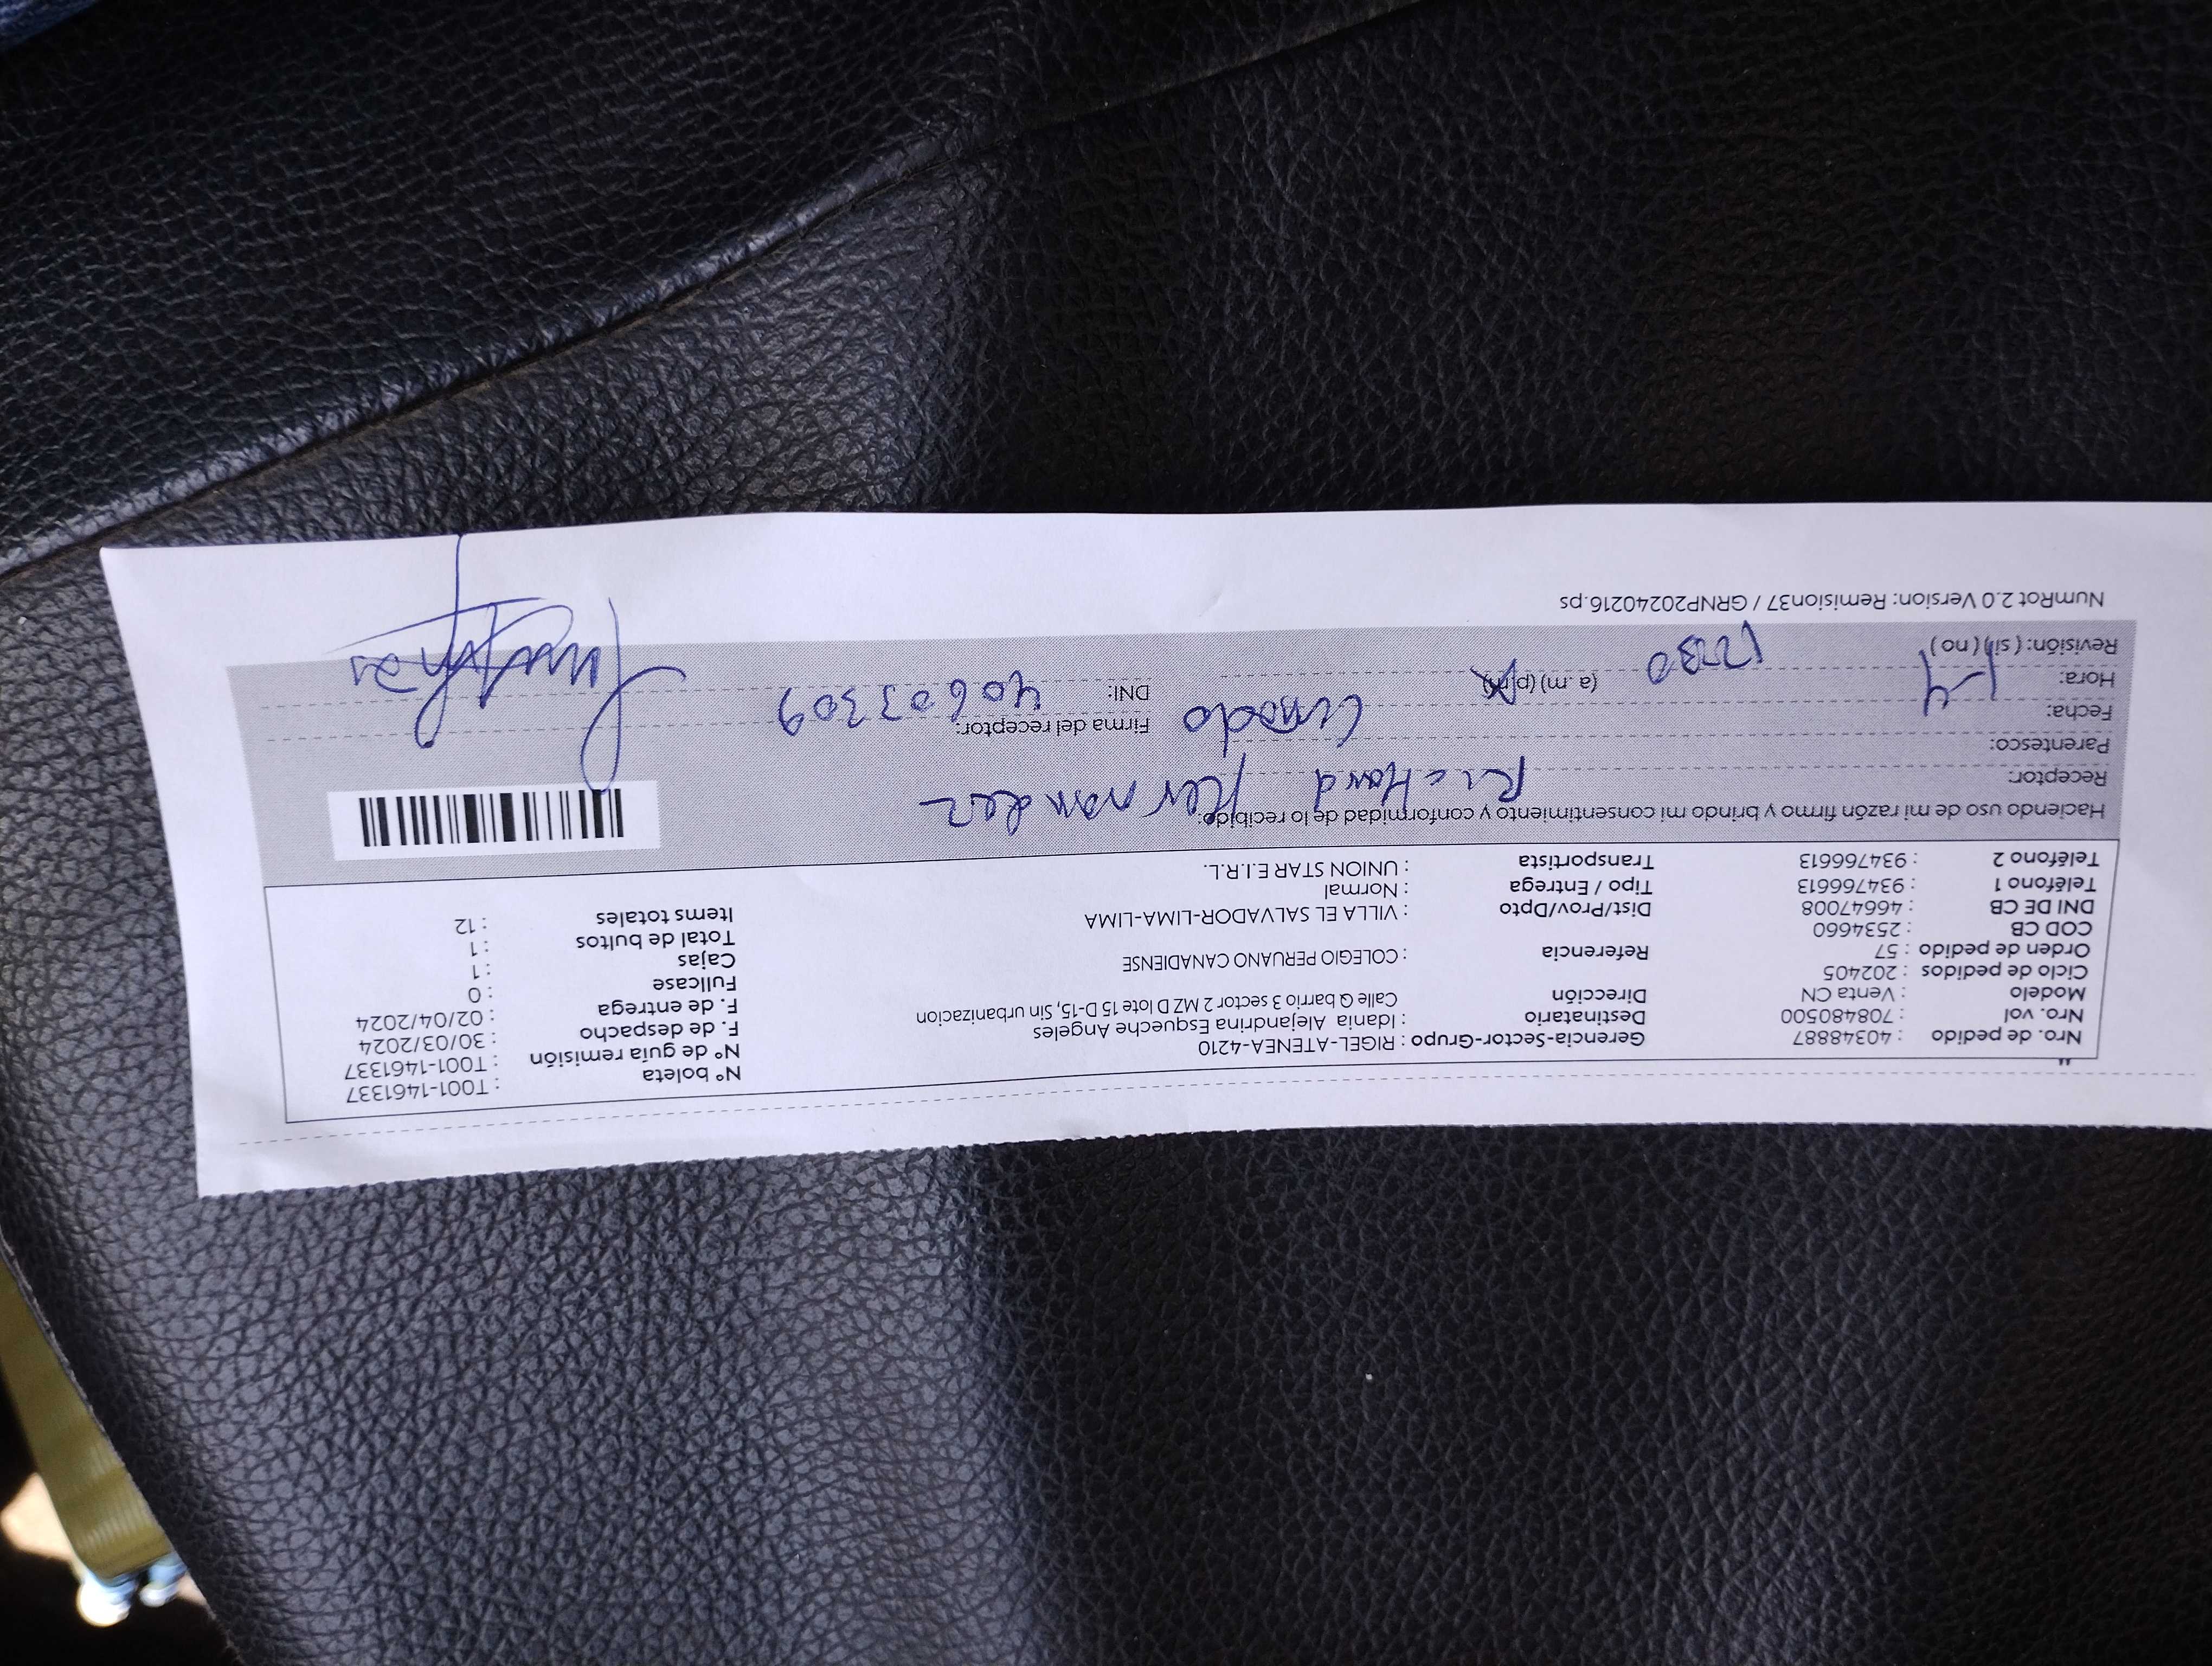 Nro. de pedido : 40348887 Gerencia-Sector-Grupo : RIGEL-ATENEA-4210 N° boleta : T001-1461337
Nro. vol : 708480500 Destinatario : Idania Alejandrina Esqueche Angeles N° de guía remisión : T001-1461337
Modelo : Venta CN Dirección Calle Q barrio 3 sector 2 MZ D lote 15 D-15, Sin urbanizacion F. de despacho : 30/03/2024
Ciclo de pedidos : 202405 F. de entrega : 02/04/2024
Orden de pedido : 57 Referencia : COLEGIO PERUANO CANADIENSE Fullcase : 0
COD CB : 2534660 Cajas : 1
DNI DE CB : 46647008 Dist/Prov/Dpto : VILLA EL SALVADOR-LIMA-LIMA Total de bultos : 1
Teléfono 1 : 934766613 Tipo / Entrega : Normal Items totales : 12
Teléfono 2 : 934766613 Transportista : UNION STAR E.I.R.L.
Haciendo uso de mi razón firmo y brindo mi consentimiento y conformidad de lo recibido:
Receptor: Richard Hernandez
Parentesco:
Fecha: 1-4 Firma del receptor:
Hora: (a.m) (p.m) DNI: 40603309
Revisión: (si) (no)
NumRot 2.0 Version: Remision37 / GRNP20240216.ps